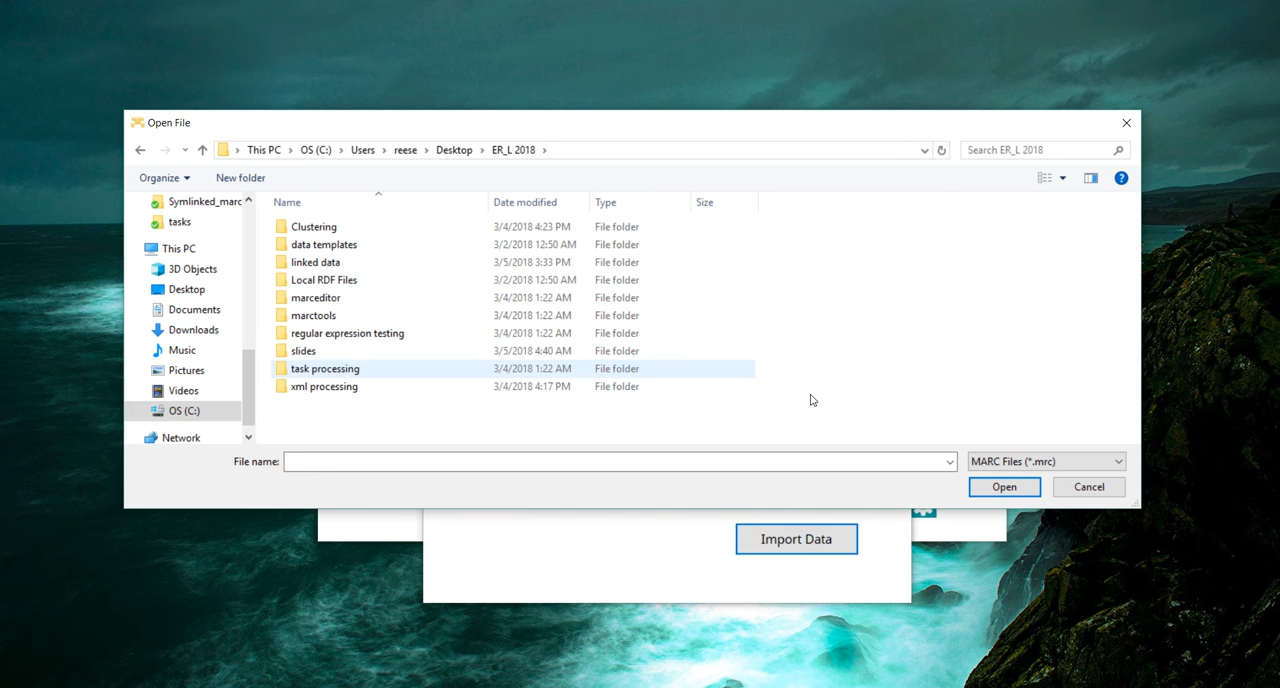 Open File
This PC > OS (C:) > Users > reese > Desktop > ER_L 2018 >
Search ER_L 2018
Organize
New folder
Symlinked_marc
tasks
This PC
3D Objects
Desktop
Documents
Downloads
Music
Pictures
Videos
OS (C:)
Network
Name Date modified Type Size
Clustering 3/4/2018 4:23 PM File folder
data templates 3/2/2018 12:50 AM File folder
linked data 3/5/2018 3:33 PM File folder
Local RDF Files 3/2/2018 12:50 AM File folder
marceditor 3/4/2018 1:22 AM File folder
marctools 3/4/2018 1:22 AM File folder
regular expression testing 3/4/2018 1:22 AM File folder
slides 3/5/2018 4:40 AM File folder
task processing 3/4/2018 1:22 AM File folder
xml processing 3/4/2018 4:17 PM File folder
File name:
MARC Files (*.mrc)
Open
Cancel
Import Data